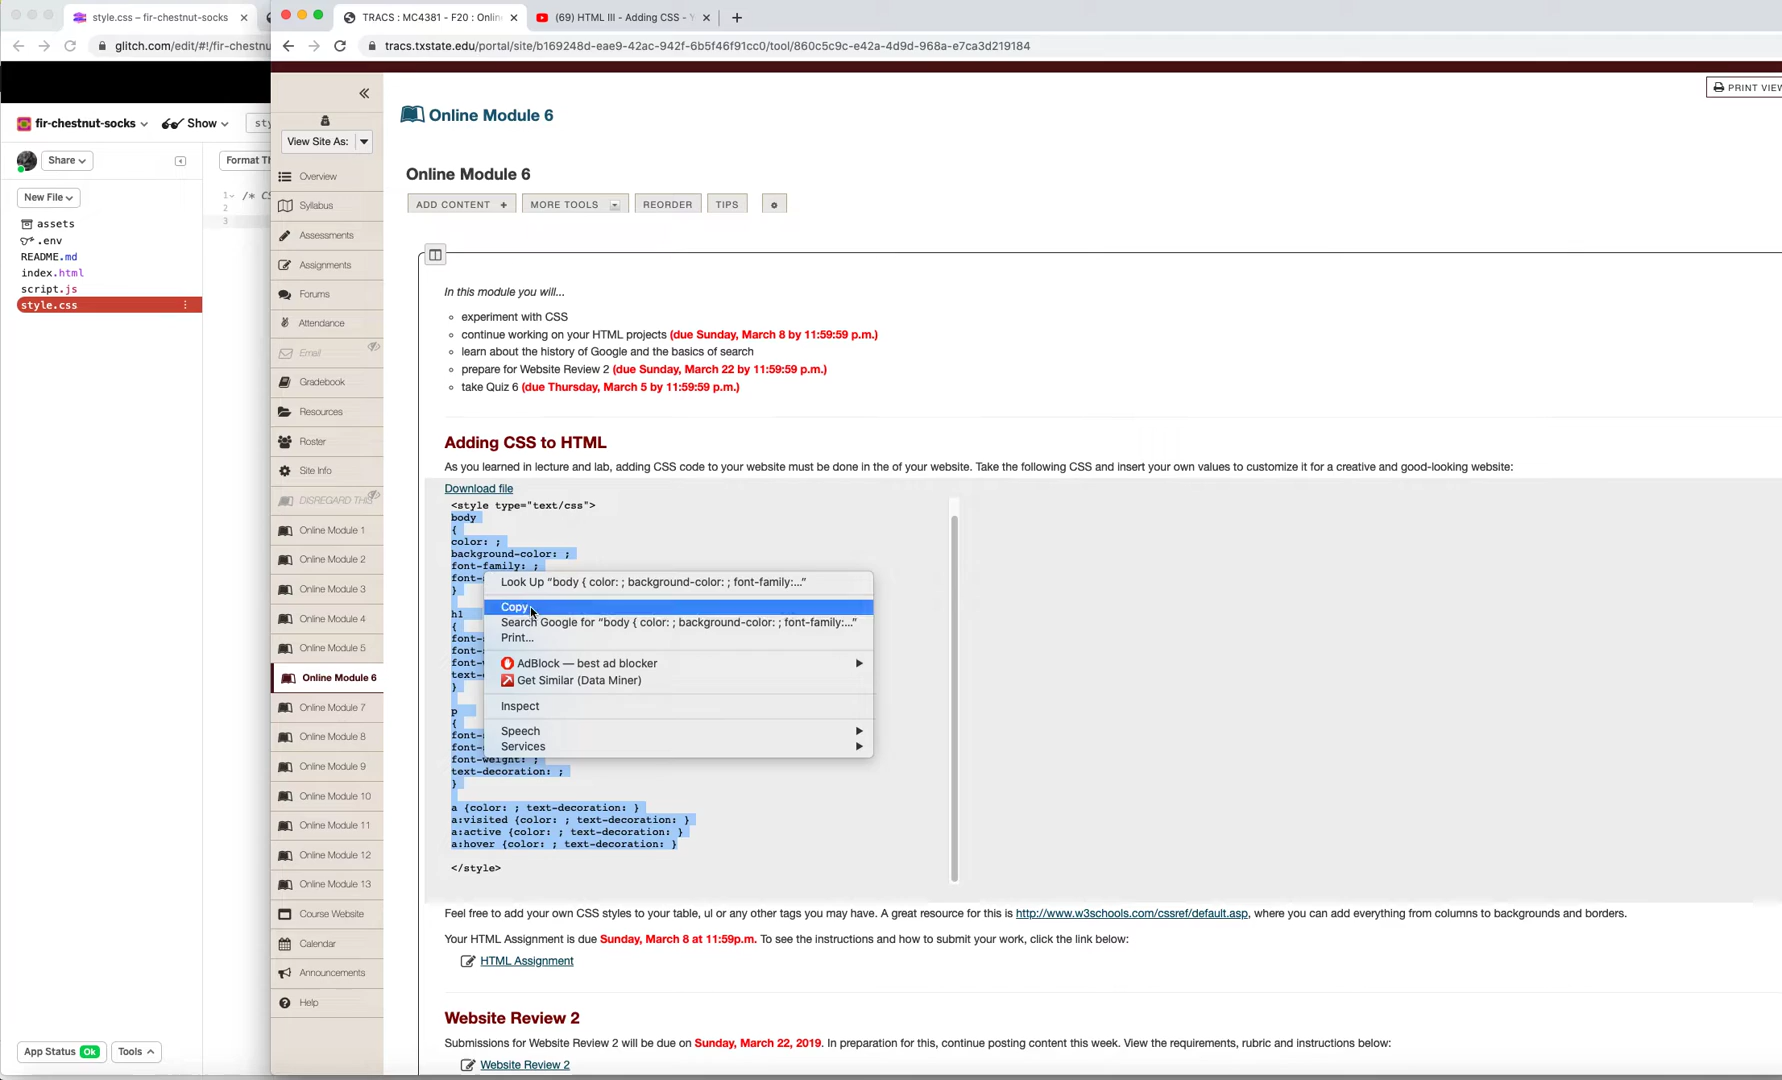 style.css – fir-chestnut-socks
TRACS : MC4381 - F20 : Onlin
(69) HTML III - Adding CSS -
glitch.com/edit/#!/fir-chestnu
tracs.txstate.edu/portal/site/b169248d-eae9-42ac-942f-6b5f46f91cc0/tool/860c5c9c-e42a-4d9d-968a-e7ca3d219184
fir-chestnut-socks
Show
Share
New File
assets
.env
README.md
index.html
script.js
style.css
App Status Ok
Tools
Format Th
1
/* CS
2
3
View Site As:
Overview
Syllabus
Assessments
Assignments
Forums
Attendance
Email
Gradebook
Resources
Roster
Site Info
DISREGARD THIS
Online Module 1
Online Module 2
Online Module 3
Online Module 4
Online Module 5
Online Module 6
Online Module 7
Online Module 8
Online Module 9
Online Module 10
Online Module 11
Online Module 12
Online Module 13
Course Website
Calendar
Announcements
Help
PRINT VIEW
Online Module 6
Online Module 6
ADD CONTENT +
MORE TOOLS
REORDER
TIPS
In this module you will...
experiment with CSS
continue working on your HTML projects (due Sunday, March 8 by 11:59:59 p.m.)
learn about the history of Google and the basics of search
prepare for Website Review 2 (due Sunday, March 22 by 11:59:59 p.m.)
take Quiz 6 (due Thursday, March 5 by 11:59:59 p.m.)
Adding CSS to HTML
As you learned in lecture and lab, adding CSS code to your website must be done in the of your website. Take the following CSS and insert your own values to customize it for a creative and good-looking website:
Download file
<style type="text/css">
body
{
color: ;
background-color: ;
font-family: ;
font-s
}
h1
{
font-
font-
font-w
text-d
}
p
{
font-
font-
font-weight: ;
text-decoration: ;
}
a {color: ; text-decoration: }
a:visited {color: ; text-decoration: }
a:active {color: ; text-decoration: }
a:hover {color: ; text-decoration: }
</style>
Look Up “body { color: ; background-color: ; font-family:...”
Copy
Search Google for “body { color: ; background-color: ; font-family:...”
Print...
AdBlock — best ad blocker
Get Similar (Data Miner)
Inspect
Speech
Services
Feel free to add your own CSS styles to your table, ul or any other tags you may have. A great resource for this is http://www.w3schools.com/cssref/default.asp, where you can add everything from columns to backgrounds and borders.
Your HTML Assignment is due Sunday, March 8 at 11:59p.m. To see the instructions and how to submit your work, click the link below:
HTML Assignment
Website Review 2
Submissions for Website Review 2 will be due on Sunday, March 22, 2019. In preparation for this, continue posting content this week. View the requirements, rubric and instructions below:
Website Review 2